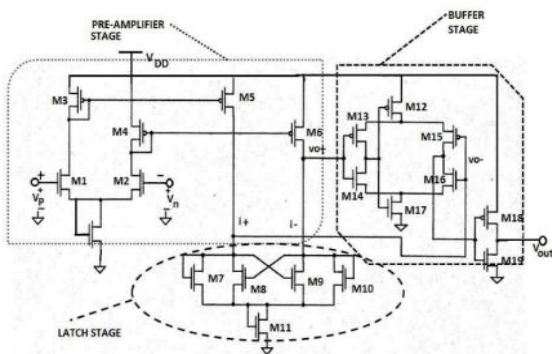 PRE-AMPLIFIER
STAGE
BUFFER
STAGE
VDD
M3
M5
M4
M6
vo+
M13
M12
M15
vo-
M1
M2
M14
M16
M17
M18
M19
+
Vp
-
-
+
Vn
Vout
i+
i-
M7
M8
M9
M10
M11
LATCH STAGE